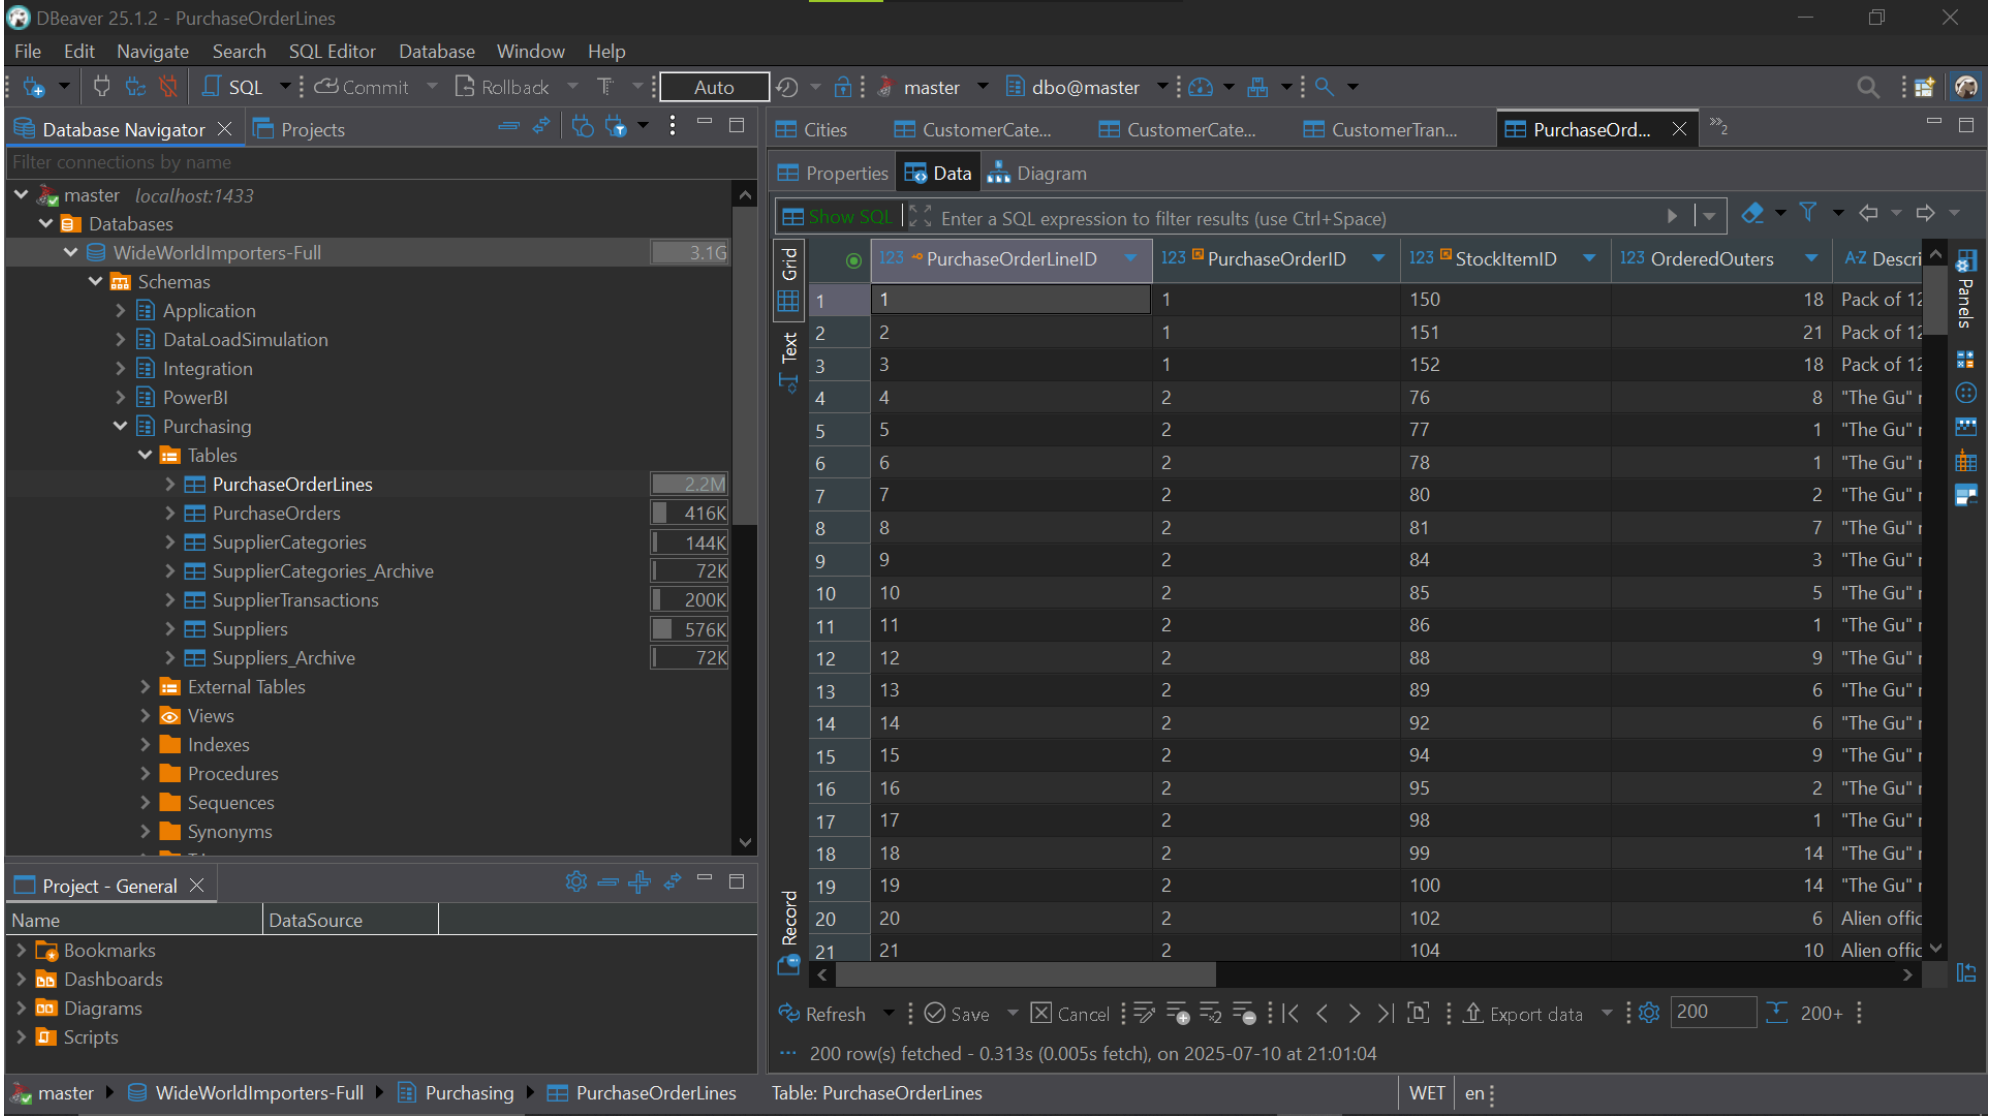 DBeaver 25.1.2 - PurchaseOrderLines
File Edit Navigate Search SQL Editor Database Window Help
SQL Commit Rollback Auto master dbo@master
Database Navigator Projects
Filter connections by name
master localhost:1433
Databases
WideWorldImporters-Full 3.1G
Schemas
Application
DataLoadSimulation
Integration
PowerBI
Purchasing
Tables
PurchaseOrderLines 2.2M
PurchaseOrders 416K
SupplierCategories 144K
SupplierCategories_Archive 72K
SupplierTransactions 200K
Suppliers 576K
Suppliers_Archive 72K
External Tables
Views
Indexes
Procedures
Sequences
Synonyms
Project - General
Name DataSource
Bookmarks
Dashboards
Diagrams
Scripts
Cities CustomerCate... CustomerCate... CustomerTran... PurchaseOrd... »2
Properties Data Diagram
Show SQL Enter a SQL expression to filter results (use Ctrl+Space)
Grid
Text
Record
123 PurchaseOrderLineID 123 PurchaseOrderID 123 StockItemID 123 OrderedOuters A-Z Descri
1 1 1 150 18 Pack of 12
2 2 1 151 21 Pack of 12
3 3 1 152 18 Pack of 12
4 4 2 76 8 "The Gu" r
5 5 2 77 1 "The Gu" r
6 6 2 78 1 "The Gu" r
7 7 2 80 2 "The Gu" r
8 8 2 81 7 "The Gu" r
9 9 2 84 3 "The Gu" r
10 10 2 85 5 "The Gu" r
11 11 2 86 1 "The Gu" r
12 12 2 88 9 "The Gu" r
13 13 2 89 6 "The Gu" r
14 14 2 92 6 "The Gu" r
15 15 2 94 9 "The Gu" r
16 16 2 95 2 "The Gu" r
17 17 2 98 1 "The Gu" r
18 18 2 99 14 "The Gu" r
19 19 2 100 14 "The Gu" r
20 20 2 102 6 Alien offic
21 21 2 104 10 Alien offic
Panels
Refresh Save Cancel Export data 200 200+
200 row(s) fetched - 0.313s (0.005s fetch), on 2025-07-10 at 21:01:04
master WideWorldImporters-Full Purchasing PurchaseOrderLines Table: PurchaseOrderLines WET en